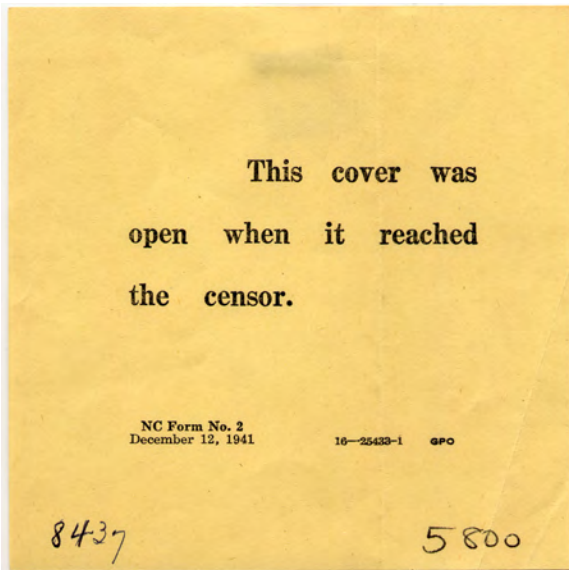 This cover was
open when it reached
the censor.
NC Form No. 2
December 12, 1941
16—25433-1 GPO
8437 5800